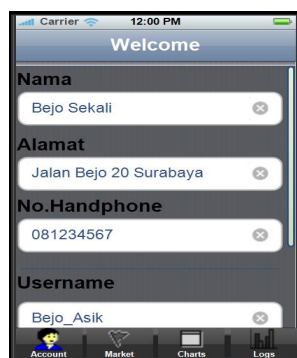 Carrier 12:00 PM
Welcome
Nama
Bejo Sekali
Alamat
Jalan Bejo 20 Surabaya
No.Handphone
081234567
Username
Bejo_Asik
Account Market Charts Logs